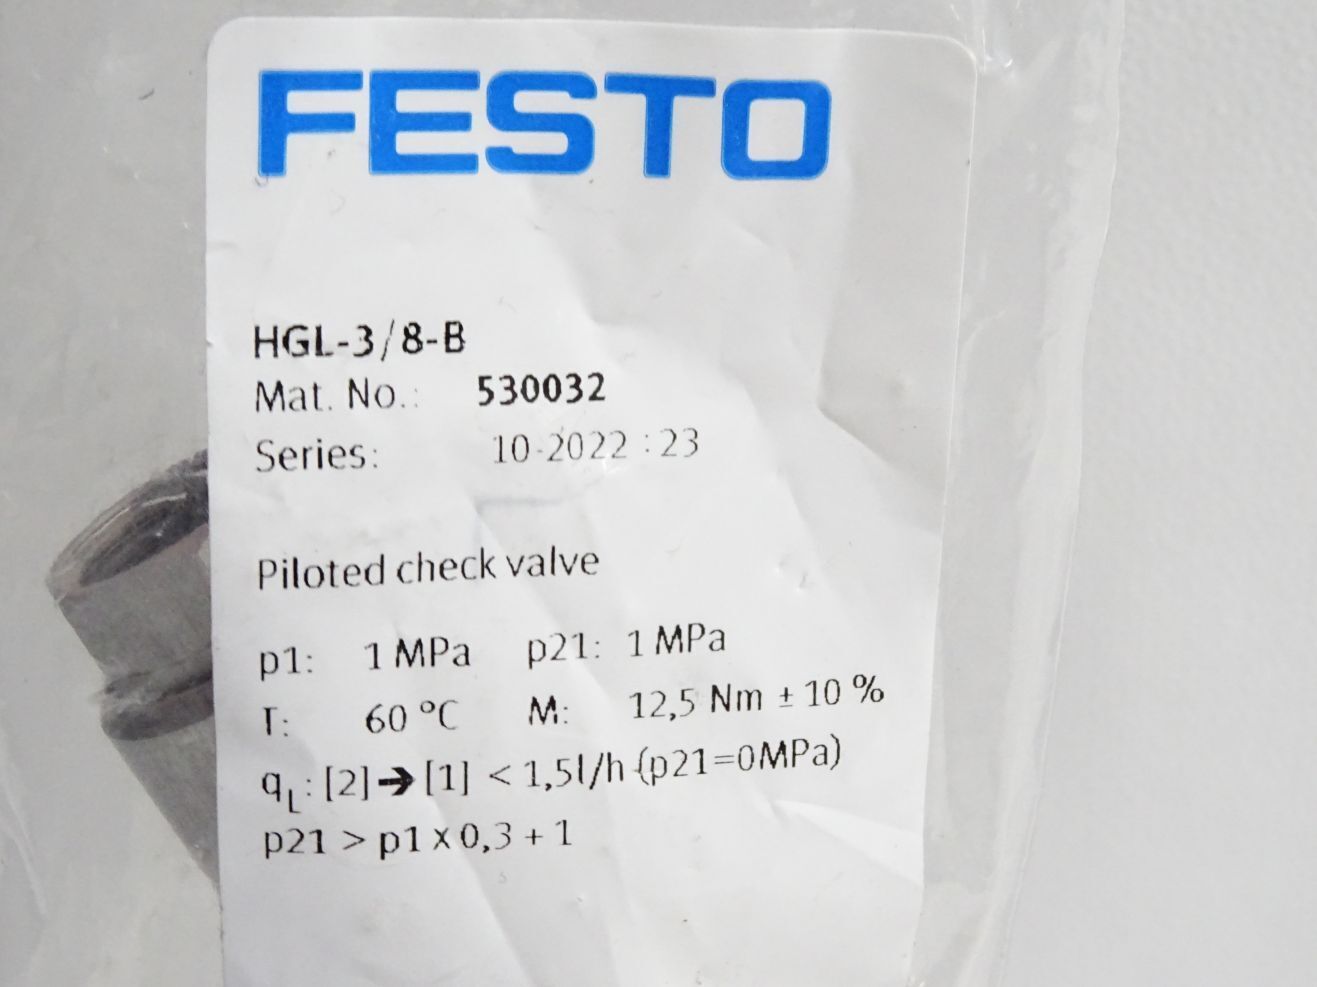 FESTO
HGL-3/8-B
Mat. No.: 530032
Series: 10-2022 : 23
Piloted check valve
p1: 1 MPa p21: 1 MPa
T: 60 °C M: 12,5 Nm ± 10 %
qL: [2]➔[1] < 1,5l/h (p21=0MPa)
p21 > p1 x 0,3 + 1